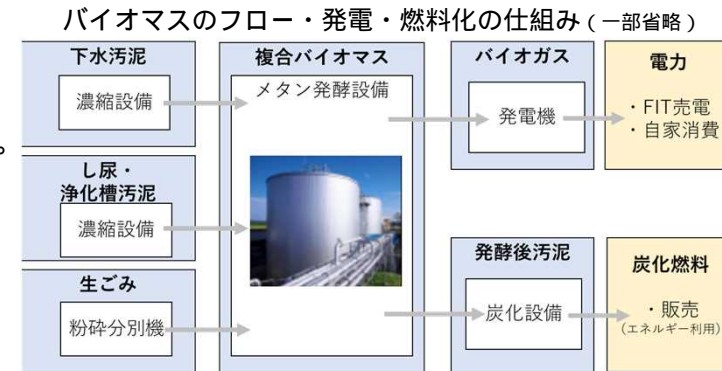 バイオマスのフロー・発電・燃料化の仕組み(一部省略)
下水汚泥
濃縮設備
。
し尿・
浄化槽汚泥
濃縮設備
生ごみ
粉砕分別機
複合バイオマス
メタン発酵設備
バイオガス
発電機
電力
・FIT売電
・自家消費
発酵後汚泥
炭化設備
炭化燃料
・販売
(エネルギー利用)